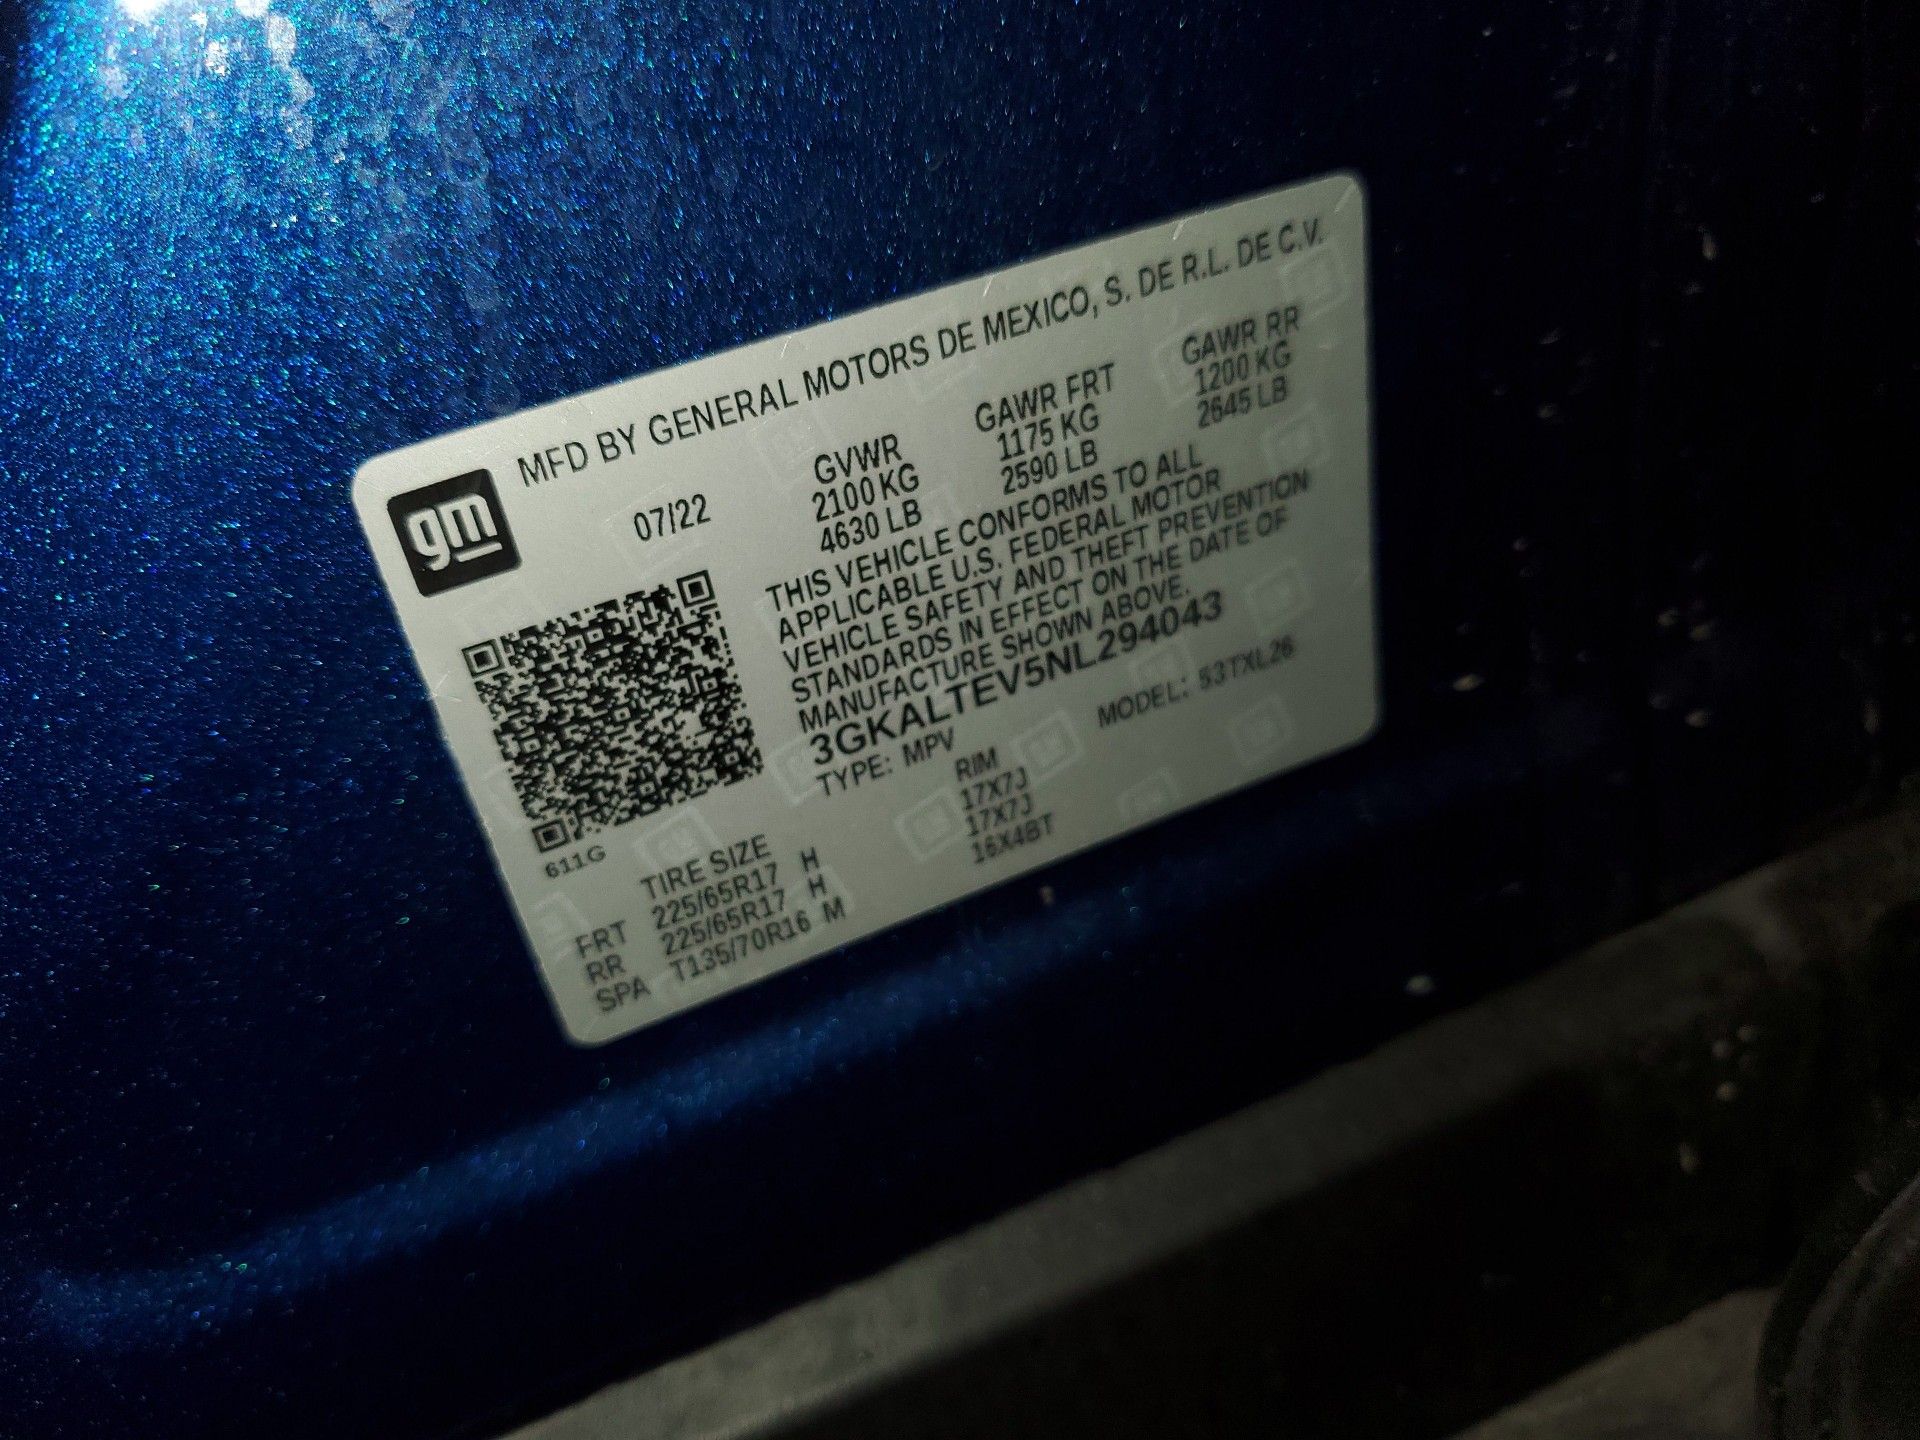 gm
MFD BY GENERAL MOTORS DE MEXICO, S. DE R.L. DE C.V.
07/22
GVWR
2100 KG
4630 LB
GAWR FRT
1175 KG
2590 LB
GAWR RR
1200 KG
2645 LB
THIS VEHICLE CONFORMS TO ALL
APPLICABLE U.S. FEDERAL MOTOR
VEHICLE SAFETY AND THEFT PREVENTION
STANDARDS IN EFFECT ON THE DATE OF
MANUFACTURE SHOWN ABOVE.
3GKALTEV5NL294043
TYPE: MPV MODEL: 53TXL26
611G
TIRE SIZE RIM
FRT 225/65R17 H 17X7J
RR 225/65R17 H 17X7J
SPA T135/70R16 M 16X4BT